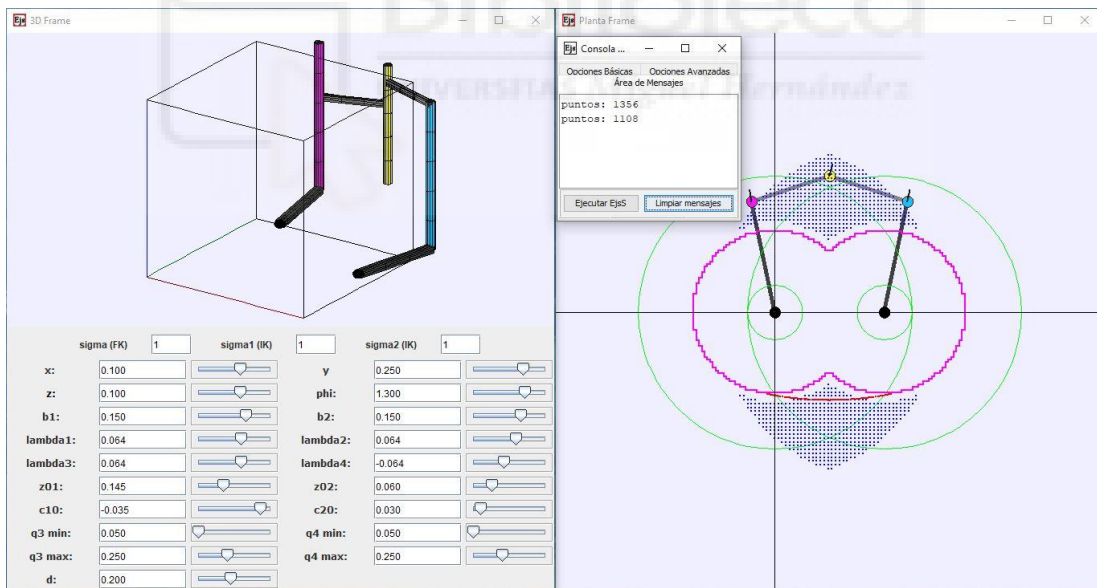 3D Frame
sigma (FK) 1 sigma1 (IK) 1 sigma2 (IK) 1
x: 0.100 y 0.250
z: 0.100 phi: 1.300
b1: 0.150 b2: 0.150
lambda1: 0.064 lambda2: 0.064
lambda3: 0.064 lambda4: -0.064
z01: 0.145 z02: 0.060
c10: -0.035 c20: 0.030
q3 min: 0.050 q4 min: 0.050
q3 max: 0.250 q4 max: 0.250
d: 0.200
Planta Frame
Consola ...
Opciones Básicas Opciones Avanzadas
Área de Mensajes
puntos: 1356
puntos: 1108
Ejecutar EjsS Limpiar mensajes
Biblioteca
UNIVERSITAS Miguel Hernández